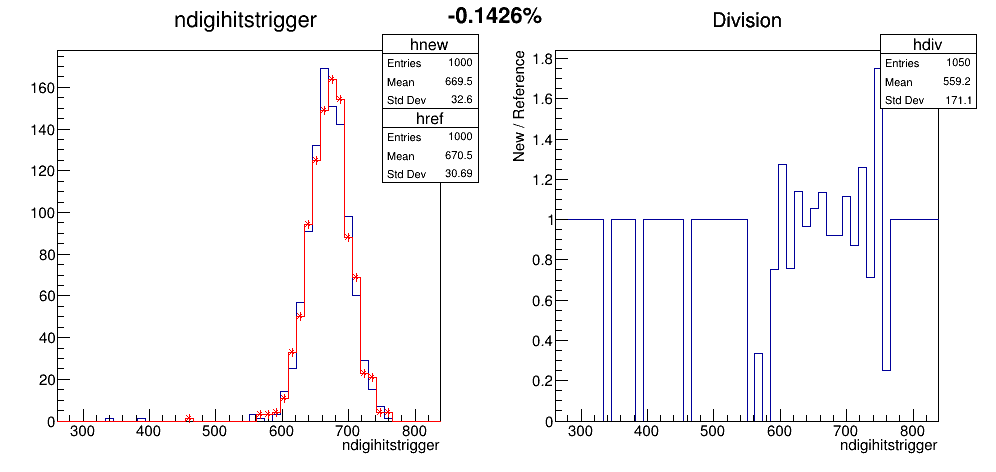 -0.1426%
ndigihitstrigger
hnew
Entries 1000
Mean 669.5
Std Dev 32.6
href
Entries 1000
Mean 670.5
Std Dev 30.69
160
140
120
100
80
60
40
20
0
300 400 500 600 700 800
ndigihitstrigger
Division
hdiv
Entries 1050
Mean 559.2
Std Dev 171.1
New / Reference
1.8
1.6
1.4
1.2
1
0.8
0.6
0.4
0.2
0
300 400 500 600 700 800
ndigihitstrigger